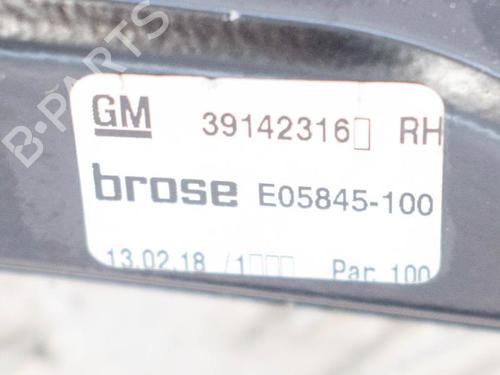 B-PARTS
GM 39142316 RH
brose E05845-100
13.02.18 /1 Par. 100